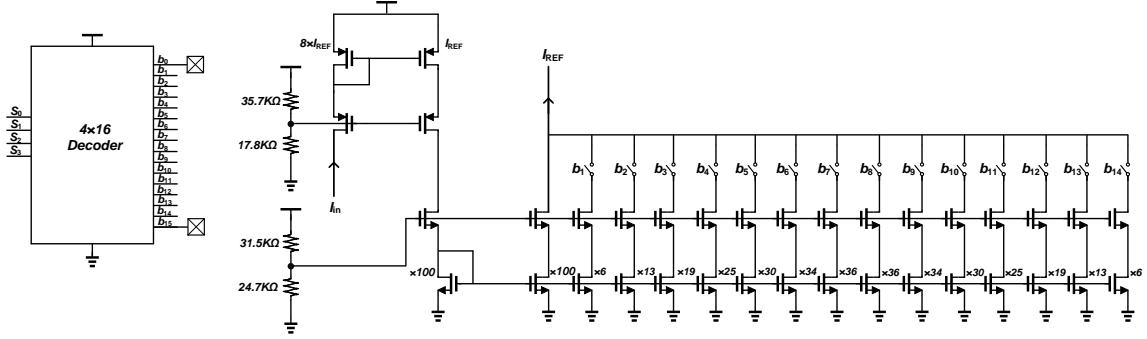 S0
S1
S2
S3
4×16
Decoder
b0
b1
b2
b3
b4
b5
b6
b7
b8
b9
b10
b11
b12
b13
b14
b15
8×IREF
IREF
35.7KΩ
17.8KΩ
Iin
31.5KΩ
24.7KΩ
IREF
b1 b2 b3 b4 b5 b6 b7 b8 b9 b10 b11 b12 b13 b14
×100 ×100 ×6 ×13 ×19 ×25 ×30 ×34 ×36 ×36 ×34 ×30 ×25 ×19 ×13 ×6